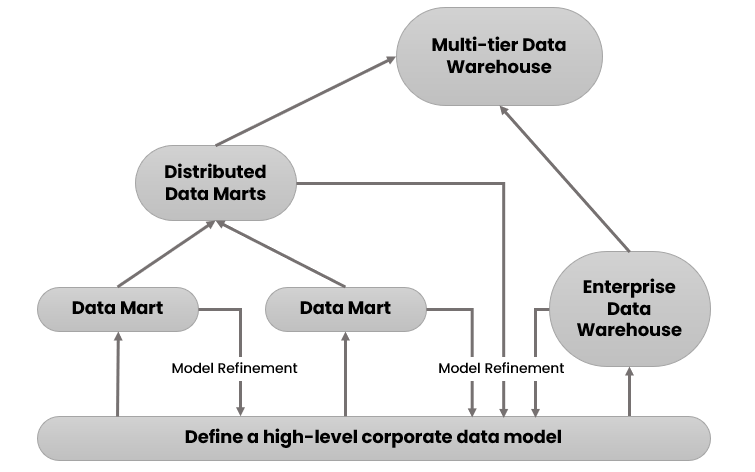 Multi-tier Data
Warehouse
Distributed
Data Marts
Enterprise
Data
Warehouse
Data Mart
Data Mart
Model Refinement
Model Refinement
Define a high-level corporate data model